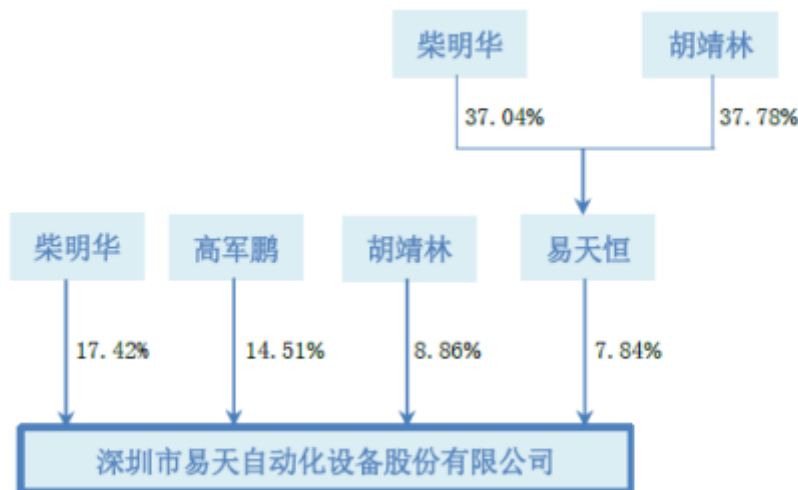 柴明华
胡靖林
37.04%
37.78%
柴明华
高军鹏
胡靖林
易天恒
17.42%
14.51%
8.86%
7.84%
深圳市易天自动化设备股份有限公司